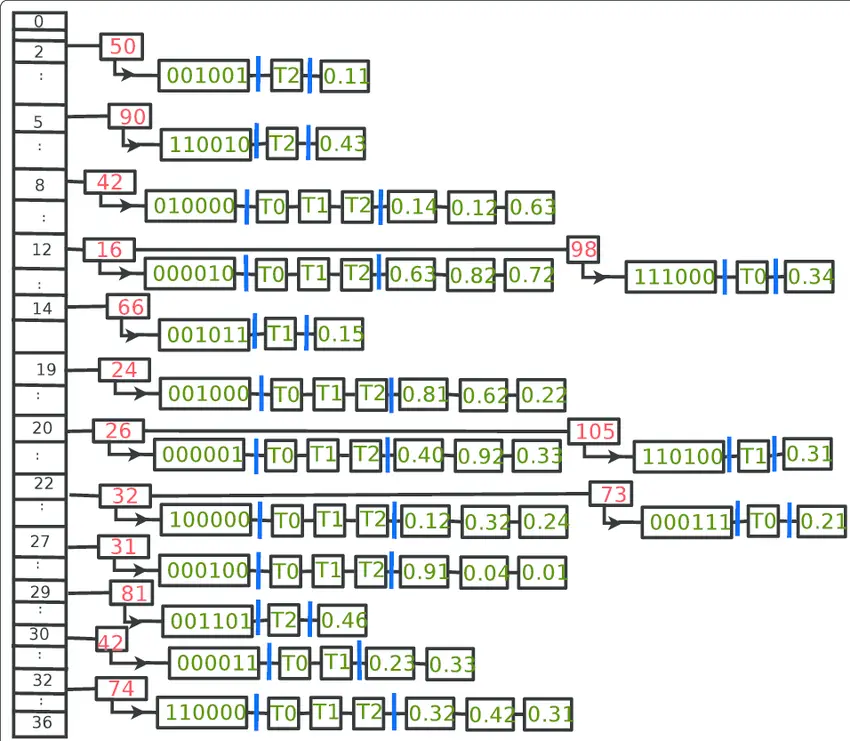 0
2 50
: 001001 T2 0.11
5 90
: 110010 T2 0.43
8 42
: 010000 T0 T1 T2 0.14 0.12 0.63
12 16 98
: 000010 T0 T1 T2 0.63 0.82 0.72 111000 T0 0.34
14 66
001011 T1 0.15
19 24
: 001000 T0 T1 T2 0.81 0.62 0.22
20 26 105
: 000001 T0 T1 T2 0.40 0.92 0.33 110100 T1 0.31
22 32 73
: 100000 T0 T1 T2 0.12 0.32 0.24 000111 T0 0.21
27 31
: 000100 T0 T1 T2 0.91 0.04 0.01
29 81
: 001101 T2 0.46
30 42
: 000011 T0 T1 0.23 0.33
32 74
: 110000 T0 T1 T2 0.32 0.42 0.31
36